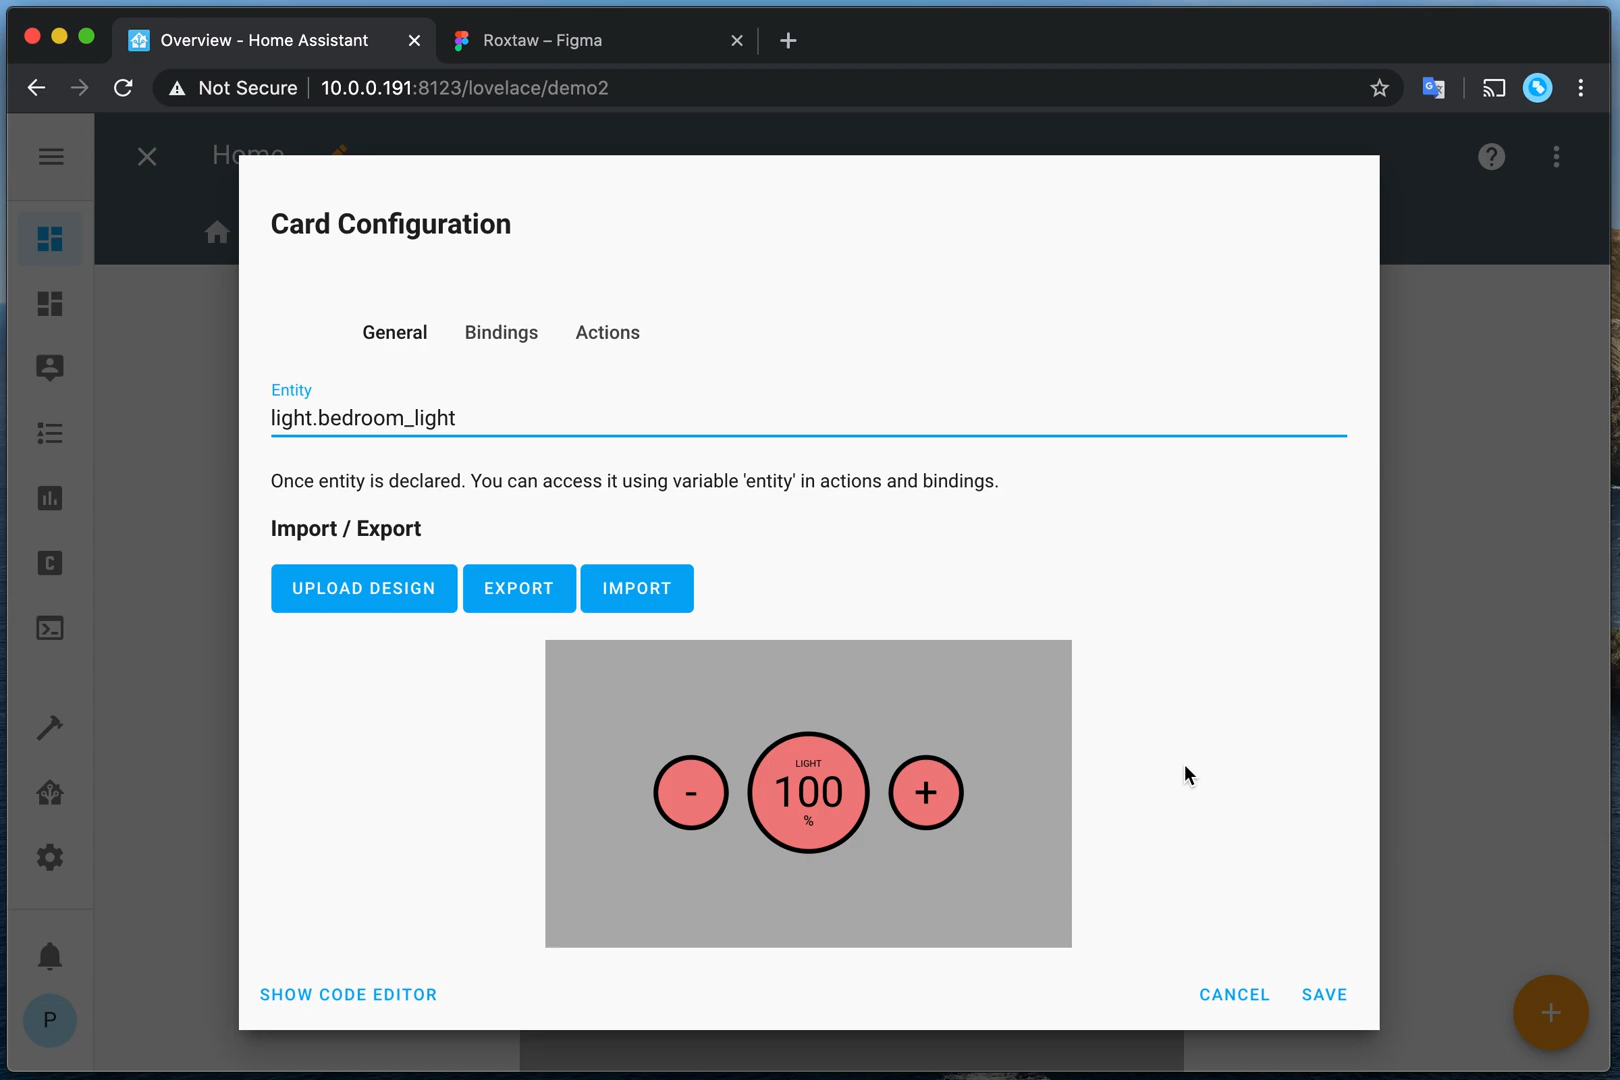 Overview - Home Assistant
Roxtaw – Figma
Not Secure 10.0.0.191:8123/lovelace/demo2
Home
Card Configuration
General Bindings Actions
Entity
light.bedroom_light
Once entity is declared. You can access it using variable 'entity' in actions and bindings.
Import / Export
UPLOAD DESIGN EXPORT IMPORT
LIGHT
- 100 +
%
SHOW CODE EDITOR CANCEL SAVE
C
P